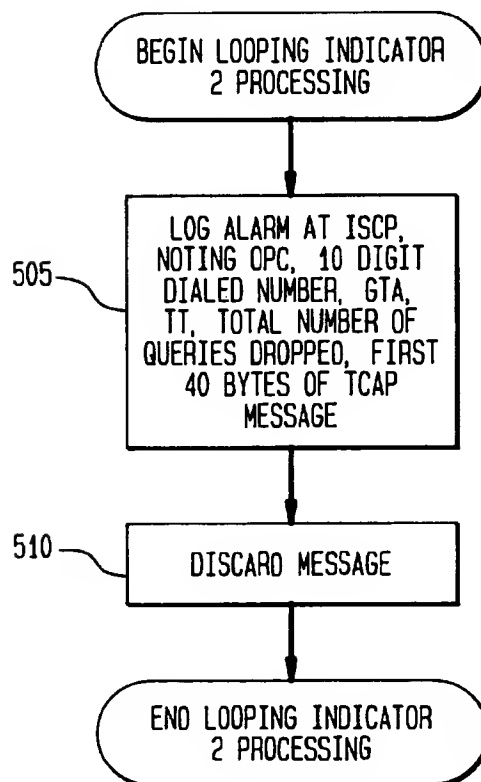 BEGIN LOOPING INDICATOR
2 PROCESSING
505
LOG ALARM AT ISCP,
NOTING OPC, 10 DIGIT
DIALED NUMBER, GTA,
TT, TOTAL NUMBER OF
QUERIES DROPPED, FIRST
40 BYTES OF TCAP
MESSAGE
510
DISCARD MESSAGE
END LOOPING INDICATOR
2 PROCESSING